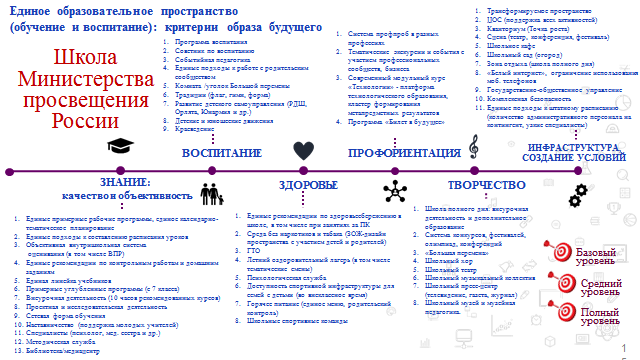 Единое образовательное пространство
(обучение и воспитание): критерии образа будущего
Школа
Министерства
просвещения
России
1. Программа воспитания
2. Советник по воспитанию
3. Событийная педагогика
4. Единые подходы к работе с родительским
сообществом
5. Комната /уголок Большой перемены
6. Традиции (флаг, гимн, форма)
7. Развитие детского самоуправления (РДШ,
Орлята, Юнармия и др.)
8. Детские и юношеские движения
9. Краеведение
1. Система профпроб в разных
профессиях
2. Тематические экскурсии и события с
участием профессиональных
сообществ, бизнеса
3. Современный модульный курс
«Технологии» - платформа
технологического образования,
кластер формирования
метапредметных результатов
4. Программа «Билет в будущее»
1. Трансформируемое пространство
2. ЦОС (поддержка всех активностей)
3. Кванториум (Точка роста)
4. Сцена (театр, конференция, фестиваль)
5. Школьное кафе
6. Школьный сад (огород)
7. Зона отдыха (школа полного дня)
8. «Белый интернет», ограничение использования
моб. телефонов
9. Государственно-общественное управление
10. Комплексная безопасность
11. Единые подходы к штатному расписанию
(количество административного персонала на
контингент, узкие специалисты)
ВОСПИТАНИЕ
ПРОФОРИЕНТАЦИЯ
ИНФРАСТРУКТУРА,
СОЗДАНИЕ УСЛОВИЙ
ЗНАНИЕ:
качество и объективность
ЗДОРОВЬЕ
ТВОРЧЕСТВО
1. Единые примерные рабочие программы, единое календарно-
тематическое планирование
2. Единые подходы к составлению расписания уроков
3. Объективная внутришкольная система
оценивания (в том числе ВПР)
4. Единые рекомендации по контрольным работам и домашним
заданиям
5. Единая линейка учебников
6. Примерные углубленные программы (с 7 класса)
7. Внеурочная деятельность (10 часов рекомендованных курсов)
8. Проектная и исследовательская деятельность
9. Сетевая форма обучения
10. Наставничество (поддержка молодых учителей)
11. Специалисты (психолог, мед. сестра и др.)
12. Методическая служба
13. Библиотека/медиацентр
1. Единые рекомендации по здоровьесбережению в
школе, в том числе при занятиях за ПК
2. Среда без наркотиков и табака (ЗОЖ-дизайн
пространства с участием детей и родителей)
3. ГТО
4. Летний оздоровительный лагерь (в том числе
тематические смены)
5. Психологическая служба
6. Доступность спортивной инфраструктуры для
семей с детьми (во внеклассное время)
7. Горячее питание (единое меню, родительский
контроль)
8. Школьные спортивные команды
1. Школа полного дня: внеурочная
деятельность и дополнительное
образование
2. Система конкурсов, фестивалей,
олимпиад, конференций
3. «Большая перемена»
4. Школьный хор
5. Школьный театр
6. Школьный музыкальный коллектив
7. Школьный пресс-центр
(телевидение, газета, журнал)
8. Школьный музей и музейная
педагогика.
Базовый
уровень
Средний
уровень
Полный
уровень
1